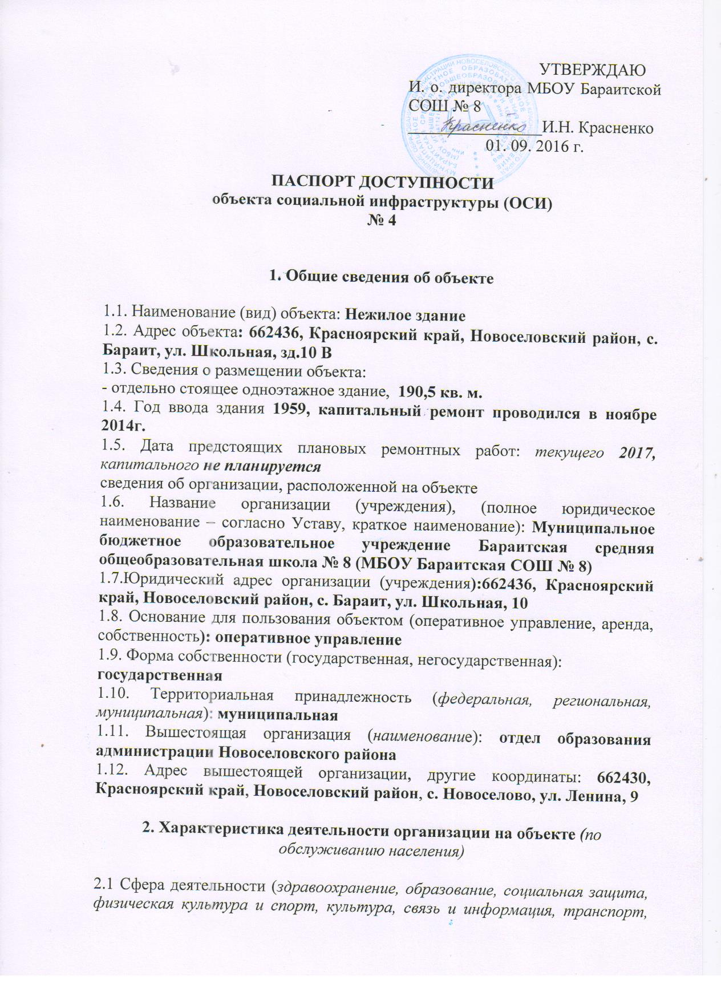 УТВЕРЖДАЮ
И. о. директора МБОУ Бараитской
СОШ № 8
Красненко И.Н. Красненко
01. 09. 2016 г.
ПАСПОРТ ДОСТУПНОСТИ
объекта социальной инфраструктуры (ОСИ)
№ 4
1. Общие сведения об объекте
1.1. Наименование (вид) объекта: Нежилое здание
1.2. Адрес объекта: 662436, Красноярский край, Новоселовский район, с.
Бараит, ул. Школьная, зд.10 В
1.3. Сведения о размещении объекта:
- отдельно стоящее одноэтажное здание, 190,5 кв. м.
1.4. Год ввода здания 1959, капитальный ремонт проводился в ноябре
2014г.
1.5. Дата предстоящих плановых ремонтных работ: текущего 2017,
капитального не планируется
сведения об организации, расположенной на объекте
1.6. Название организации (учреждения), (полное юридическое
наименование – согласно Уставу, краткое наименование): Муниципальное
бюджетное образовательное учреждение Бараитская средняя
общеобразовательная школа № 8 (МБОУ Бараитская СОШ № 8)
1.7.Юридический адрес организации (учреждения):662436, Красноярский
край, Новоселовский район, с. Бараит, ул. Школьная, 10
1.8. Основание для пользования объектом (оперативное управление, аренда,
собственность): оперативное управление
1.9. Форма собственности (государственная, негосударственная):
государственная
1.10. Территориальная принадлежность (федеральная, региональная,
муниципальная): муниципальная
1.11. Вышестоящая организация (наименование): отдел образования
администрации Новоселовского района
1.12. Адрес вышестоящей организации, другие координаты: 662430,
Красноярский край, Новоселовский район, с. Новоселово, ул. Ленина, 9
2. Характеристика деятельности организации на объекте (по
обслуживанию населения)
2.1 Сфера деятельности (здравоохранение, образование, социальная защита,
физическая культура и спорт, культура, связь и информация, транспорт,